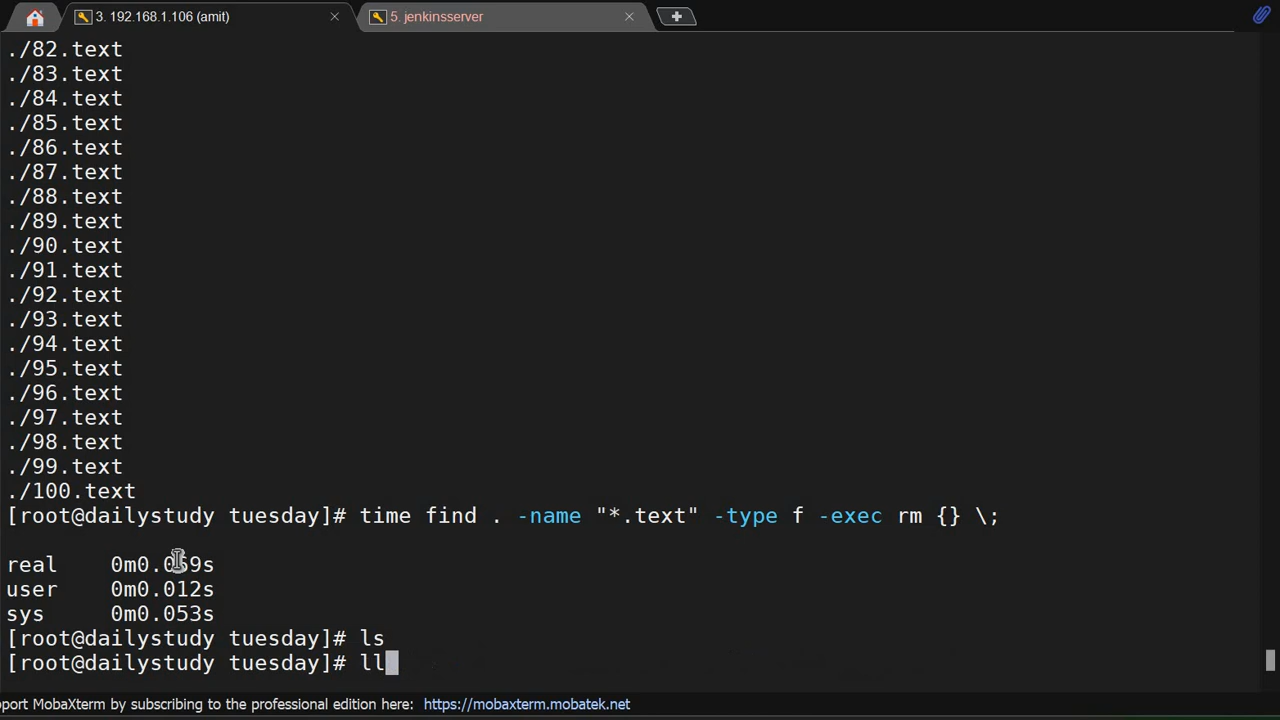 3. 192.168.1.106 (amit)
5. jenkinsserver
./82.text
./83.text
./84.text
./85.text
./86.text
./87.text
./88.text
./89.text
./90.text
./91.text
./92.text
./93.text
./94.text
./95.text
./96.text
./97.text
./98.text
./99.text
./100.text
[root@dailystudy tuesday]# time find . -name "*.text" -type f -exec rm {} \;
real 0m0.069s
user 0m0.012s
sys 0m0.053s
[root@dailystudy tuesday]# ls
[root@dailystudy tuesday]# ll
port MobaXterm by subscribing to the professional edition here: https://mobaxterm.mobatek.net